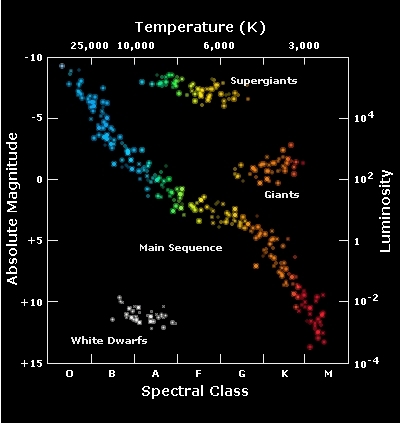 Temperature (K)
25,000 10,000 6,000 3,000
-10
Supergiants
-5
10^4
Absolute Magnitude
Luminosity
0
10^2
Giants
+5
1
Main Sequence
+10
10^-2
White Dwarfs
+15
10^-4
O B A F G K M
Spectral Class